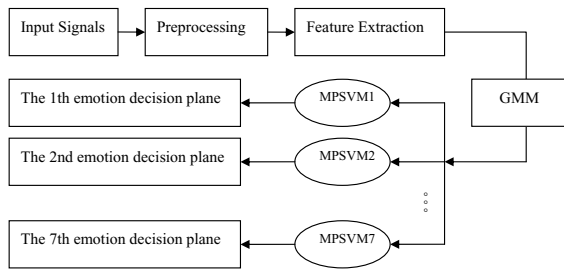 Input Signals
Preprocessing
Feature Extraction
GMM
The 1th emotion decision plane
MPSVM1
The 2nd emotion decision plane
MPSVM2
The 7th emotion decision plane
MPSVM7